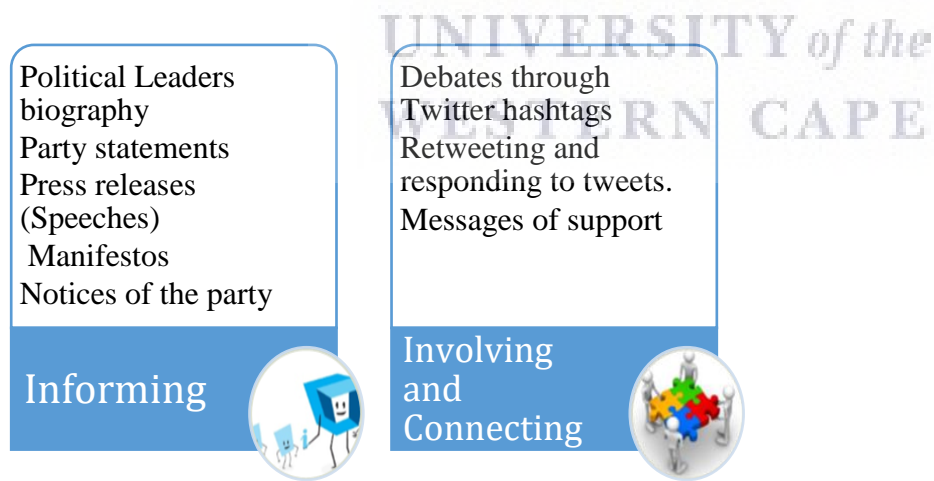 UNIVERSITY of the
WESTERN CAPE
Political Leaders
biography
Party statements
Press releases
(Speeches)
Manifestos
Notices of the party
Informing
Debates through
Twitter hashtags
Retweeting and
responding to tweets.
Messages of support
Involving
and
Connecting